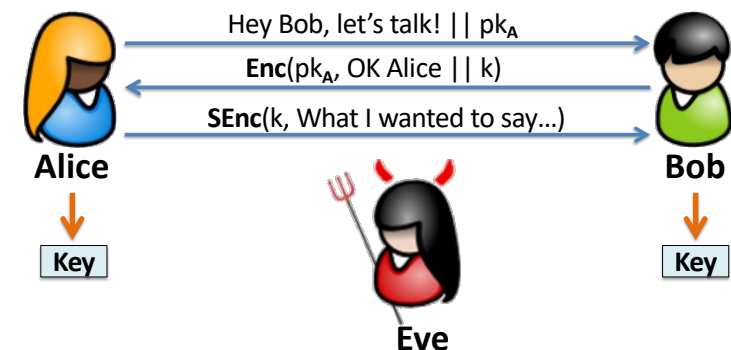 Hey Bob, let's talk! || pkA
Enc(pkA, OK Alice || k)
SEnc(k, What I wanted to say…)
Alice
Bob
Key
Key
Eve